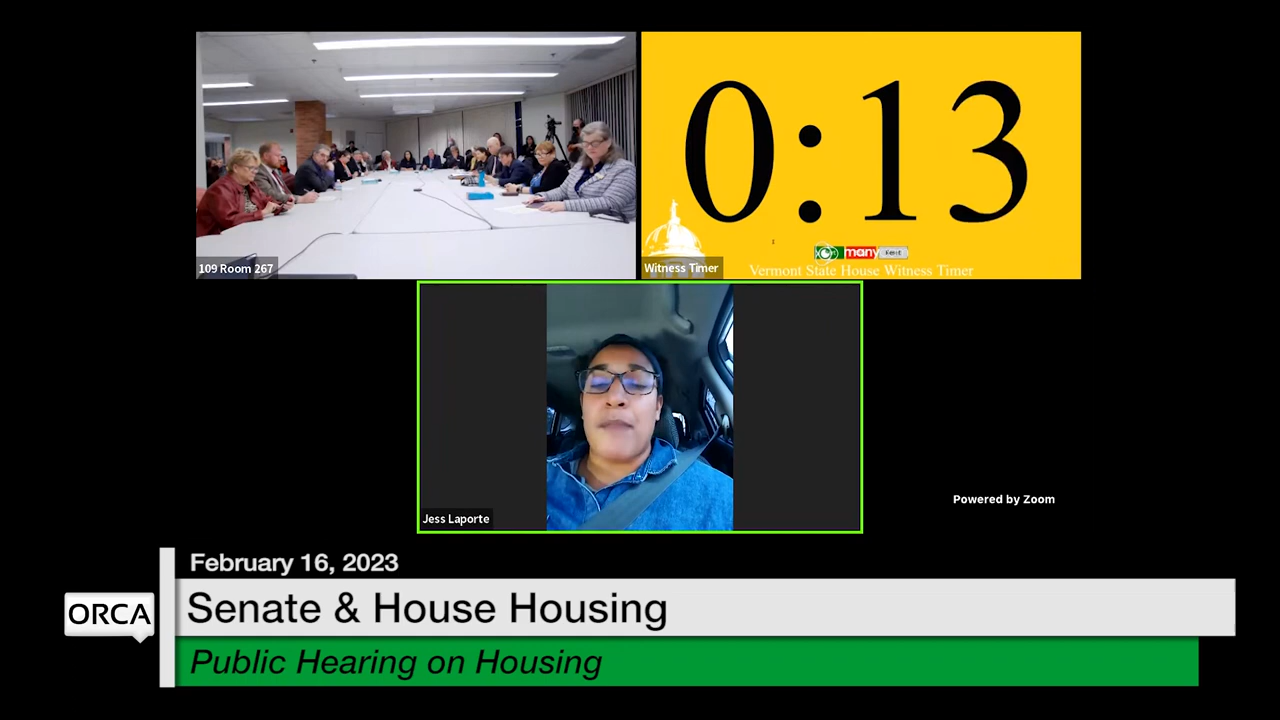 109 Room 267
0:13
many
Witness Timer
Vermont State House Witness Timer
Jess Laporte
Powered by Zoom
February 16, 2023
ORCA
Senate & House Housing
Public Hearing on Housing